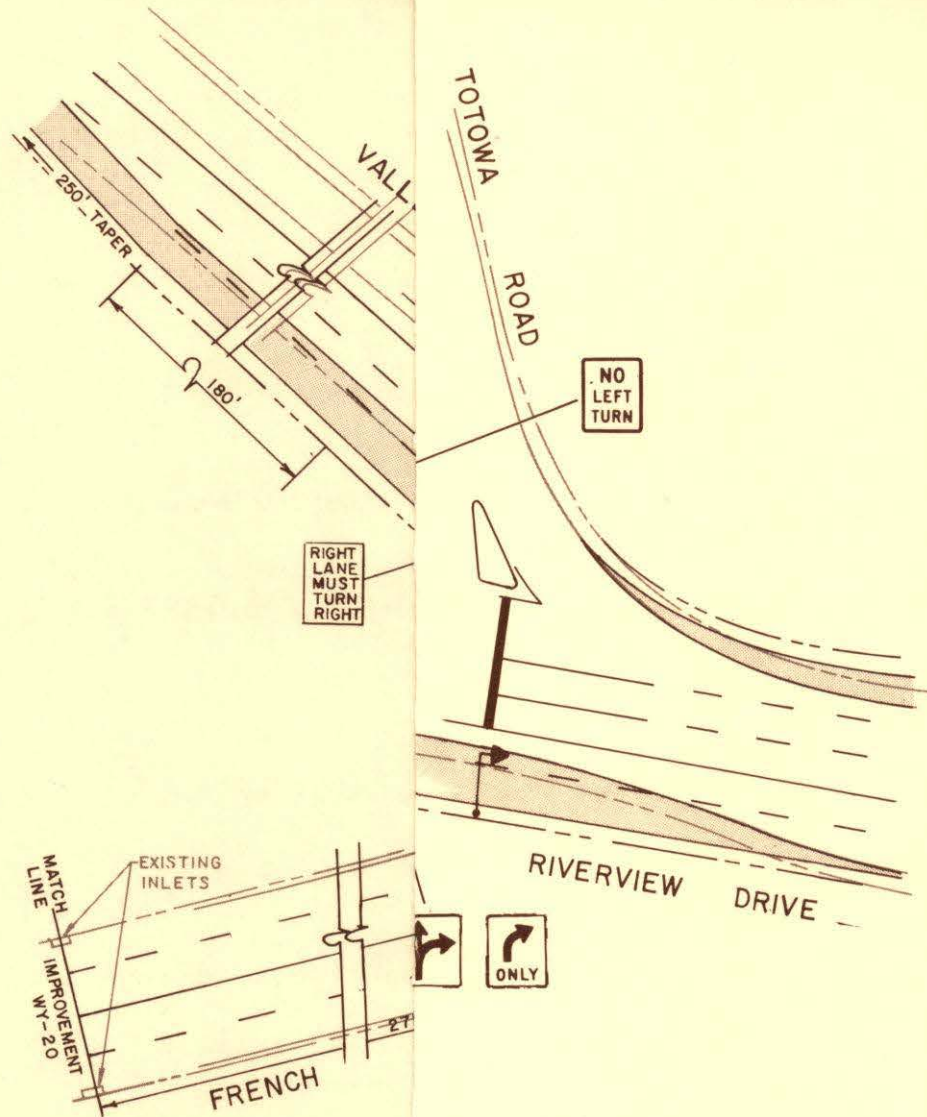 TOTOWA
ROAD
VALL
250' TAPER
180'
NO
LEFT
TURN
RIGHT
LANE
MUST
TURN
RIGHT
RIVERVIEW DRIVE
EXISTING
INLETS
MATCH
LINE
IMPROVEMENT
WY-20
ONLY
27
FRENCH